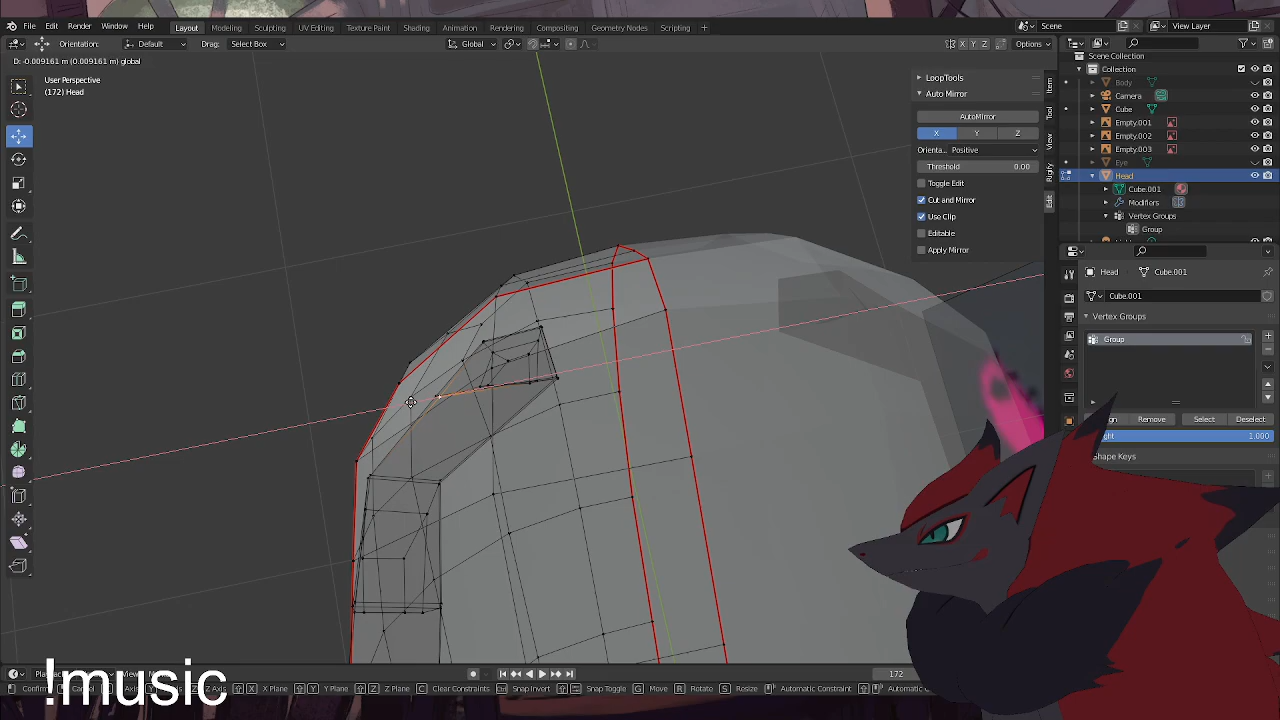 File Edit Render Window Help Layout Modeling Sculpting UV Editing Texture Paint Shading Animation Rendering Compositing Geometry Nodes Scripting Scene View Layer
Orientation: Default Drag: Select Box Global X Y Z Options
D: -0.009161 m (0.009161 m) global
User Perspective
(172) Head
LoopTools
Auto Mirror
AutoMirror
X Y Z
Orienta... Positive
Threshold 0.00
Toggle Edit
Cut and Mirror
Use Clip
Editable
Apply Mirror
Item
Tool
View
Rigify
Edit
Scene Collection
Collection
Body
Camera
Cube
Empty.001
Empty.002
Empty.003
Eye
Head
Cube.001
Modifiers
Vertex Groups
Group
Head Cube.001
Cube.001
Vertex Groups
Group
Remove Select Deselect
1.000
Shape Keys
172
X Plane Y Plane Z Plane C Clear Constraints Snap Invert Snap Toggle G Move R Rotate S Resize Automatic Constraint
!music